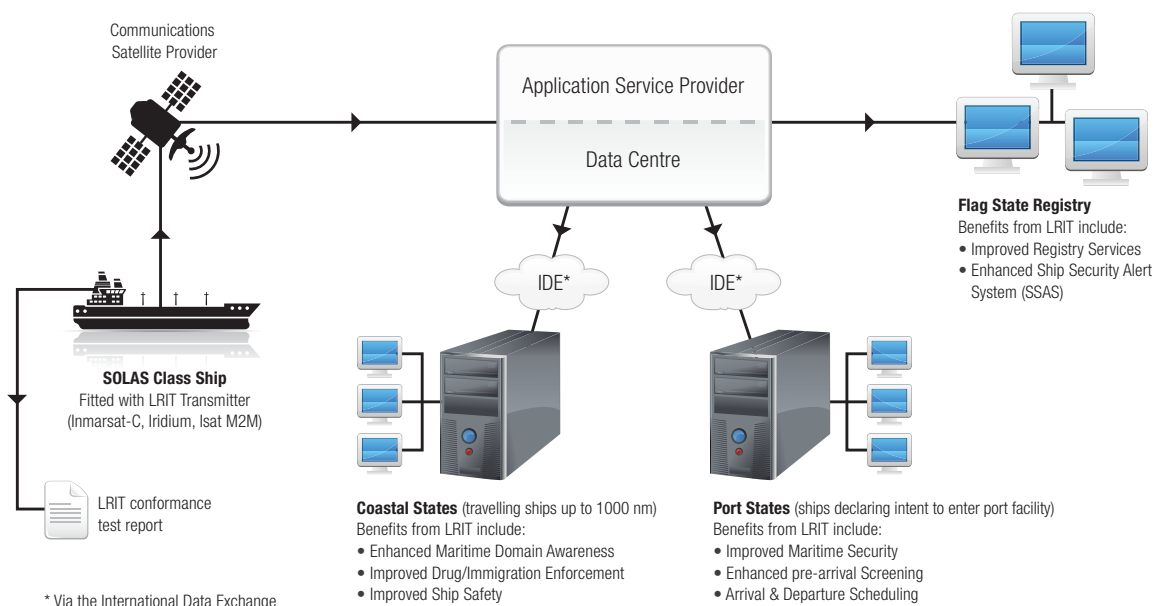 Communications
Satellite Provider
Application Service Provider
Data Centre
Flag State Registry
Benefits from LRIT include:
• Improved Registry Services
• Enhanced Ship Security Alert
System (SSAS)
IDE*
IDE*
SOLAS Class Ship
Fitted with LRIT Transmitter
(Inmarsat-C, Iridium, Isat M2M)
LRIT conformance
test report
Coastal States (travelling ships up to 1000 nm)
Benefits from LRIT include:
• Enhanced Maritime Domain Awareness
• Improved Drug/Immigration Enforcement
• Improved Ship Safety
Port States (ships declaring intent to enter port facility)
Benefits from LRIT include:
• Improved Maritime Security
• Enhanced pre-arrival Screening
• Arrival & Departure Scheduling
* Via the International Data Exchange